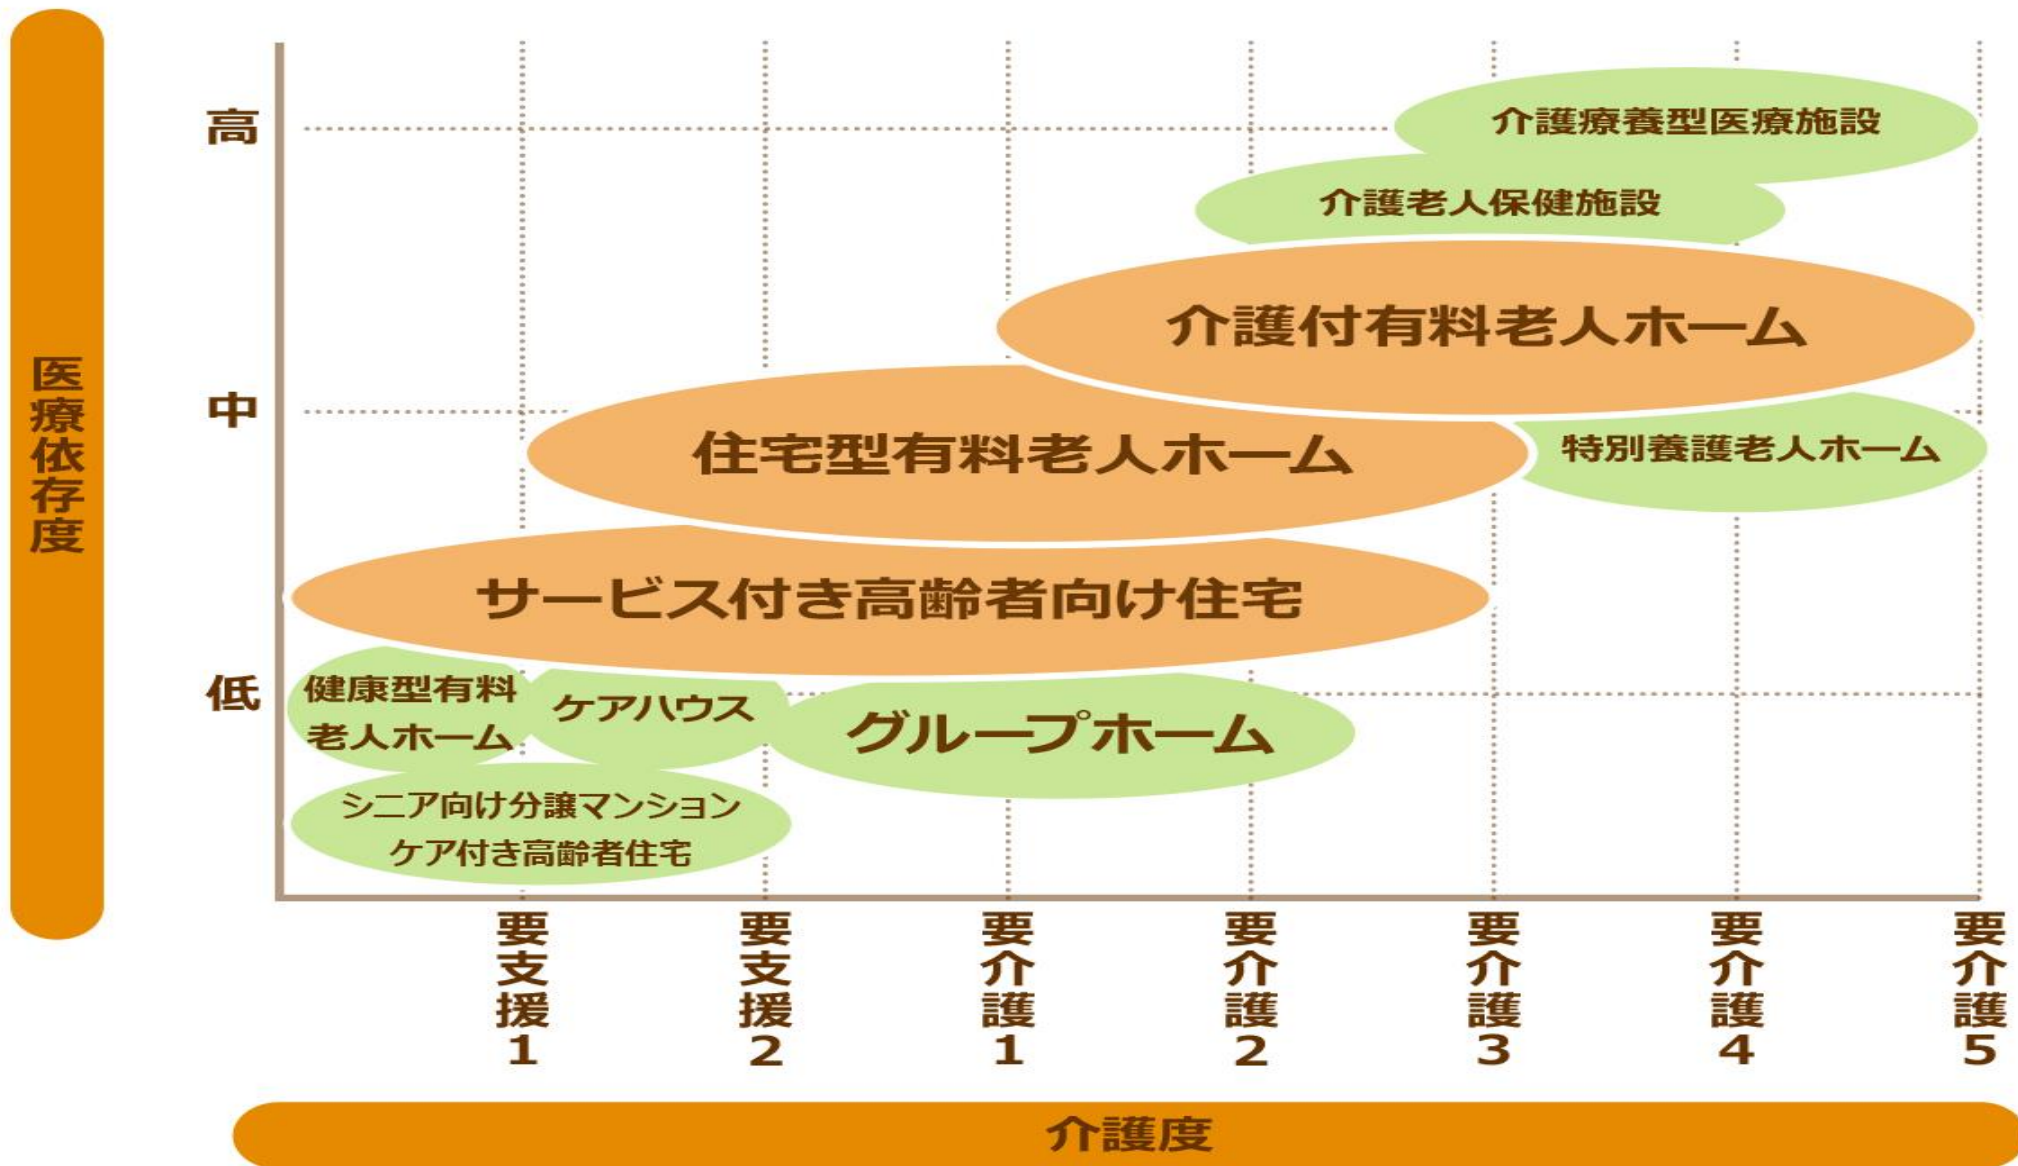 医療依存度
高
中
低
介護療養型医療施設
介護老人保健施設
介護付有料老人ホーム
住宅型有料老人ホーム
特別養護老人ホーム
サービス付き高齢者向け住宅
健康型有料
老人ホーム
ケアハウス
グループホーム
シニア向け分譲マンション
ケア付き高齢者住宅
要支援1
要支援2
要介護1
要介護2
要介護3
要介護4
要介護5
介護度